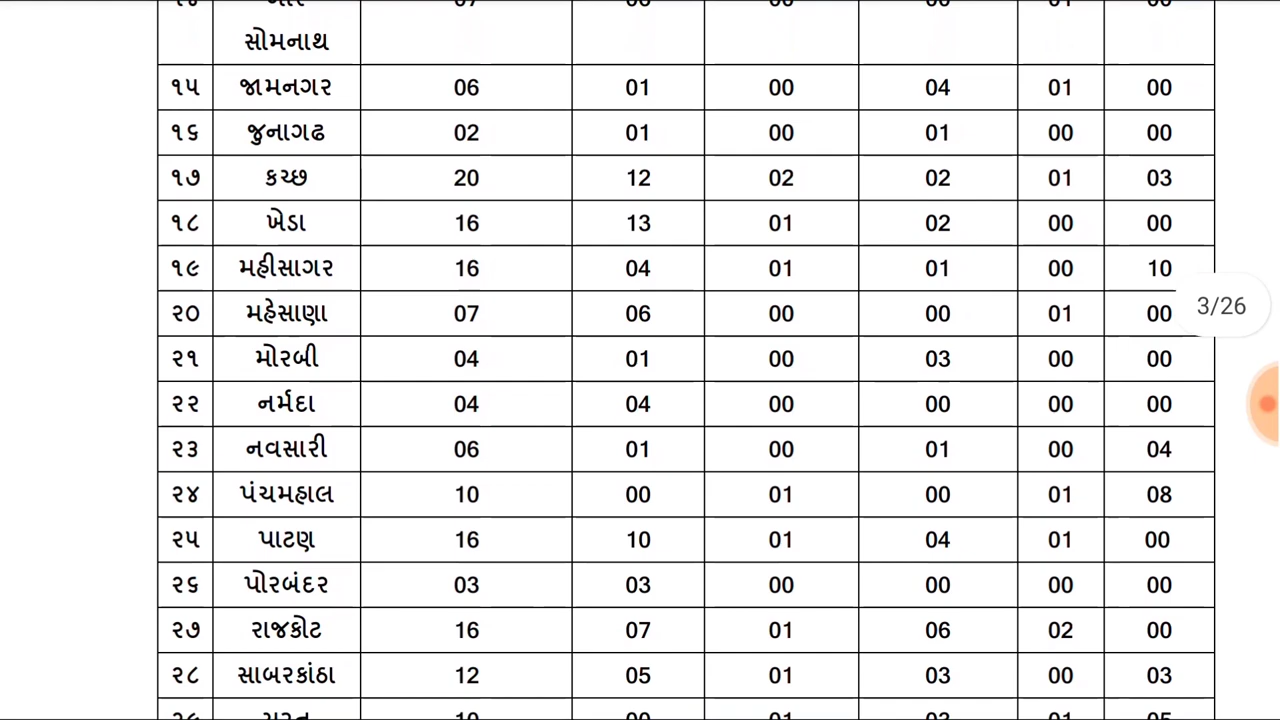 સોમનાથ
૧૫ જામનગર 06 01 00 04 01 00
૧૬ જુનાગઢ 02 01 00 01 00 00
૧૭ કચ્છ 20 12 02 02 01 03
૧૮ ખેડા 16 13 01 02 00 00
૧૯ મહીસાગર 16 04 01 01 00 10
૨૦ મહેસાણા 07 06 00 00 01 00
3/26
૨૧ મોરબી 04 01 00 03 00 00
૨૨ નર્મદા 04 04 00 00 00 00
૨૩ નવસારી 06 01 00 01 00 04
૨૪ પંચમહાલ 10 00 01 00 01 08
૨૫ પાટણ 16 10 01 04 01 00
૨૬ પોરબંદર 03 03 00 00 00 00
૨૭ રાજકોટ 16 07 01 06 02 00
૨૮ સાબરકાંઠા 12 05 01 03 00 03